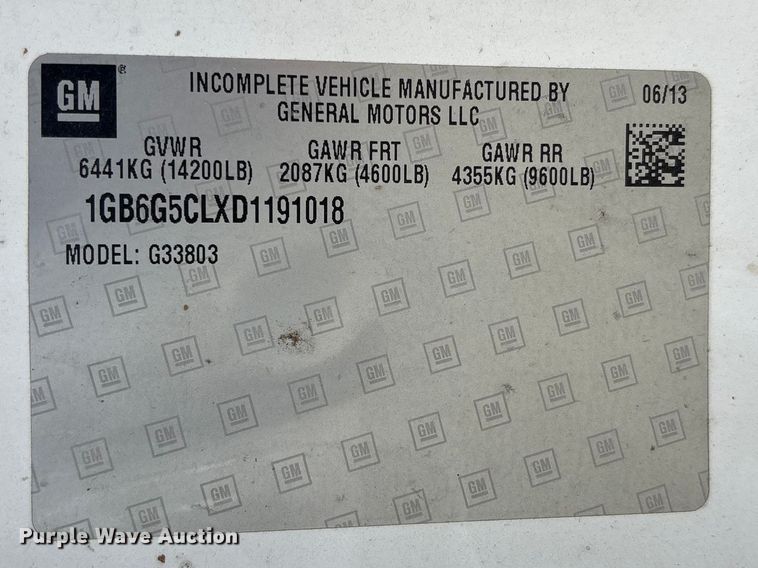 GM
INCOMPLETE VEHICLE MANUFACTURED BY
GENERAL MOTORS LLC
06/13
GVWR
6441KG (14200LB)
GAWR FRT
2087KG (4600LB)
GAWR RR
4355KG (9600LB)
1GB6G5CLXD1191018
MODEL: G33803
Purple Wave Auction